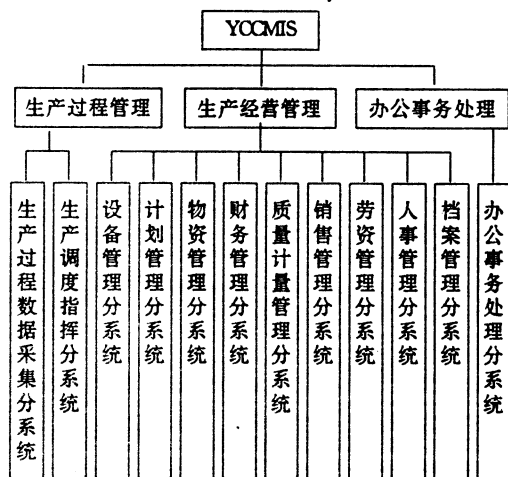 YCCMIS
生产过程管理
生产经营管理
办公事务处理
生产过程数据采集分系统
生产调度指挥分系统
设备管理分系统
计划管理分系统
物资管理分系统
财务管理分系统
质量计量管理分系统
销售管理分系统
劳资管理分系统
人事管理分系统
档案管理分系统
办公事务处理分系统